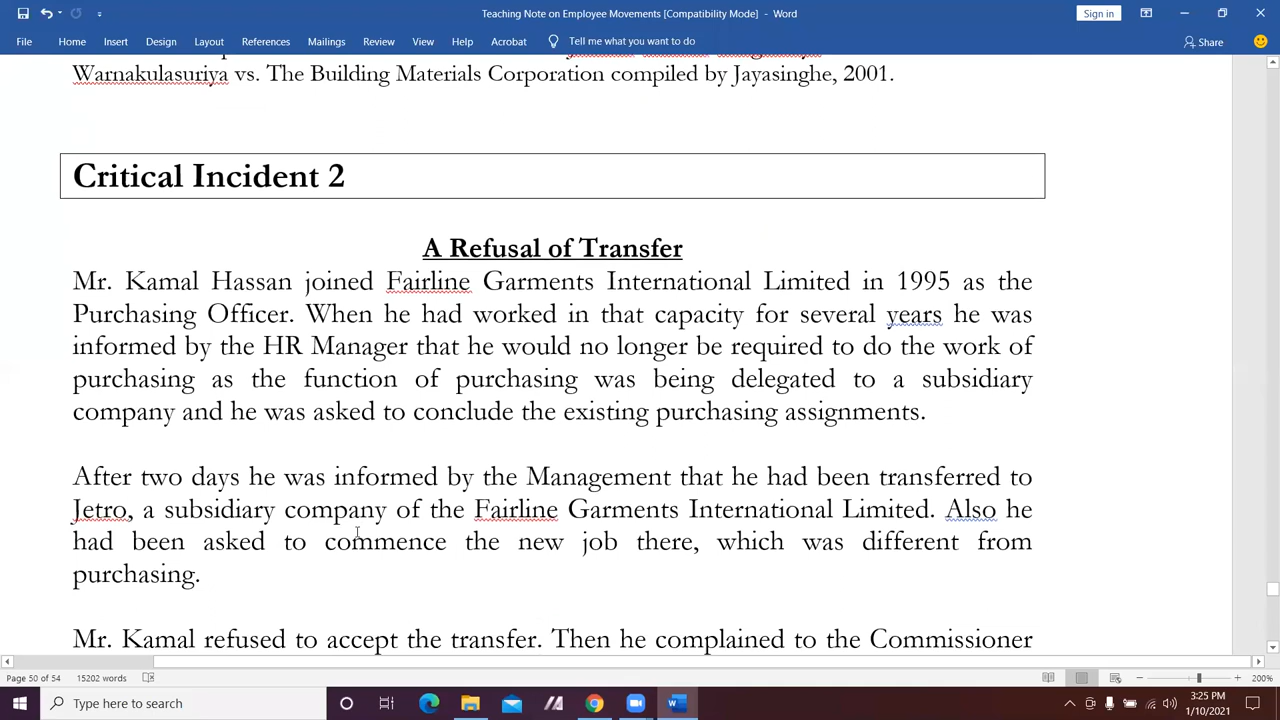 Teaching Note on Employee Movements [Compatibility Mode] - Word
Sign in
File Home Insert Design Layout References Mailings Review View Help Acrobat Tell me what you want to do Share
Warnakulasuriya vs. The Building Materials Corporation compiled by Jayasinghe, 2001.
Critical Incident 2
A Refusal of Transfer
Mr. Kamal Hassan joined Fairline Garments International Limited in 1995 as the
Purchasing Officer. When he had worked in that capacity for several years he was
informed by the HR Manager that he would no longer be required to do the work of
purchasing as the function of purchasing was being delegated to a subsidiary
company and he was asked to conclude the existing purchasing assignments.
After two days he was informed by the Management that he had been transferred to
Jetro, a subsidiary company of the Fairline Garments International Limited. Also he
had been asked to commence the new job there, which was different from
purchasing.
Mr. Kamal refused to accept the transfer. Then he complained to the Commissioner
Page 50 of 54 15202 words 200%
Type here to search
3:25 PM
1/10/2021